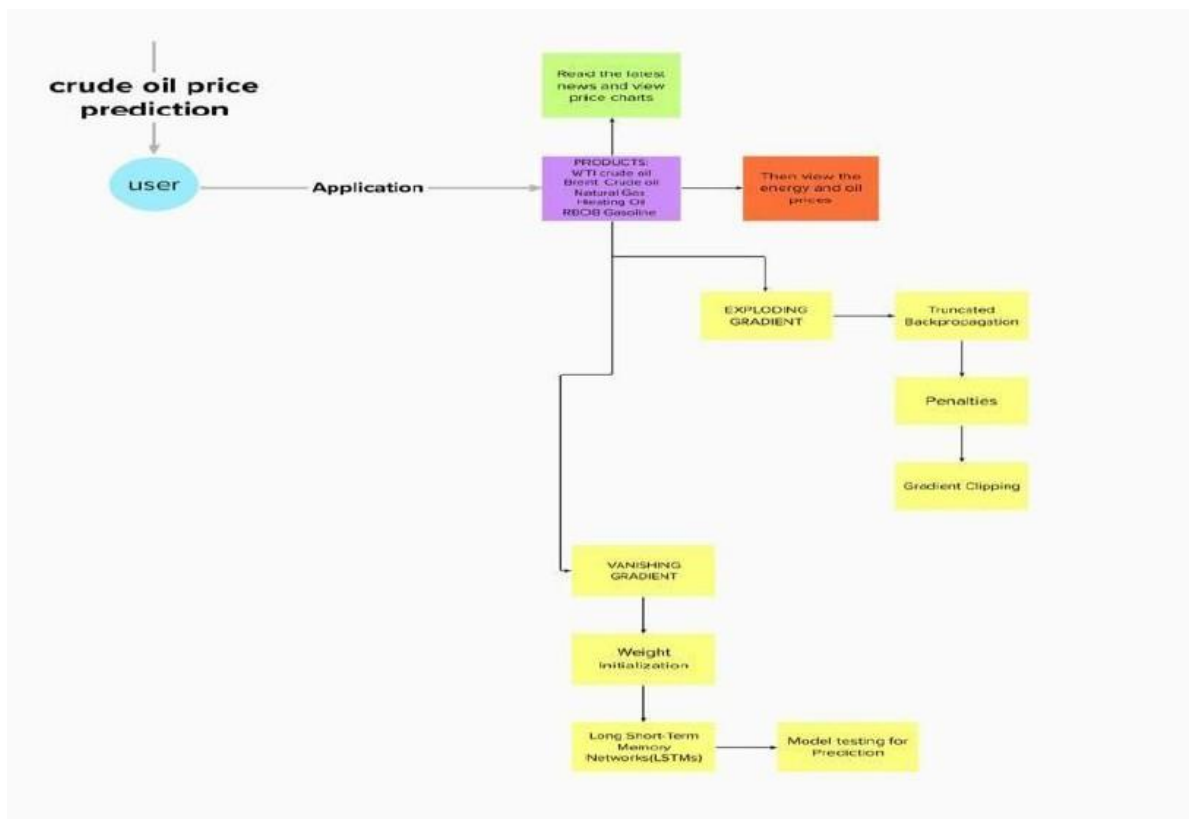 crude oil price
prediction
user
Application
Read the latest
news and view
price charts
PRODUCTS:
WTI crude oil
Brent Crude oil
Natural Gas
Heating Oil
RBOB Gasoline
Then view the
energy and oil
prices
EXPLODING
GRADIENT
Truncated
Backpropagation
Penalties
Gradient Clipping
VANISHING
GRADIENT
Weight
Initialization
Long Short-Term
Memory
Networks(LSTMs)
Model testing for
Prediction